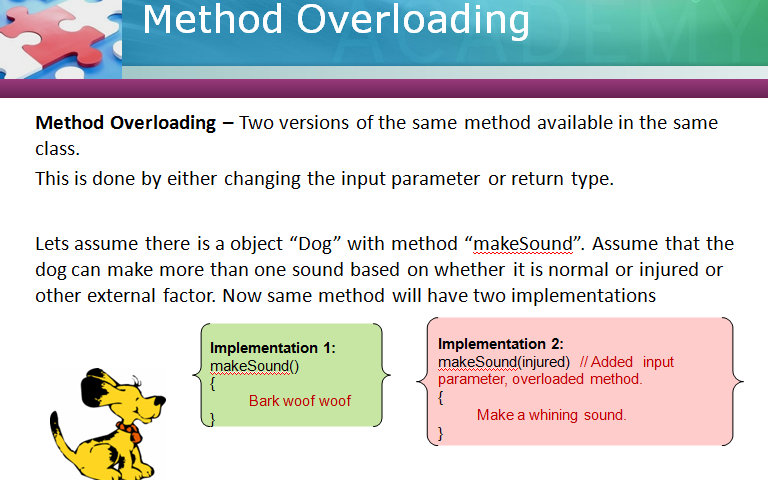 Method Overloading
ACADEMY
Method Overloading – Two versions of the same method available in the same
class.
This is done by either changing the input parameter or return type.
Lets assume there is a object “Dog” with method “makeSound”. Assume that the
dog can make more than one sound based on whether it is normal or injured or
other external factor. Now same method will have two implementations
Implementation 1:
makeSound()
{
Bark woof woof
}
Implementation 2:
makeSound(injured) // Added input
parameter, overloaded method.
{
Make a whining sound.
}